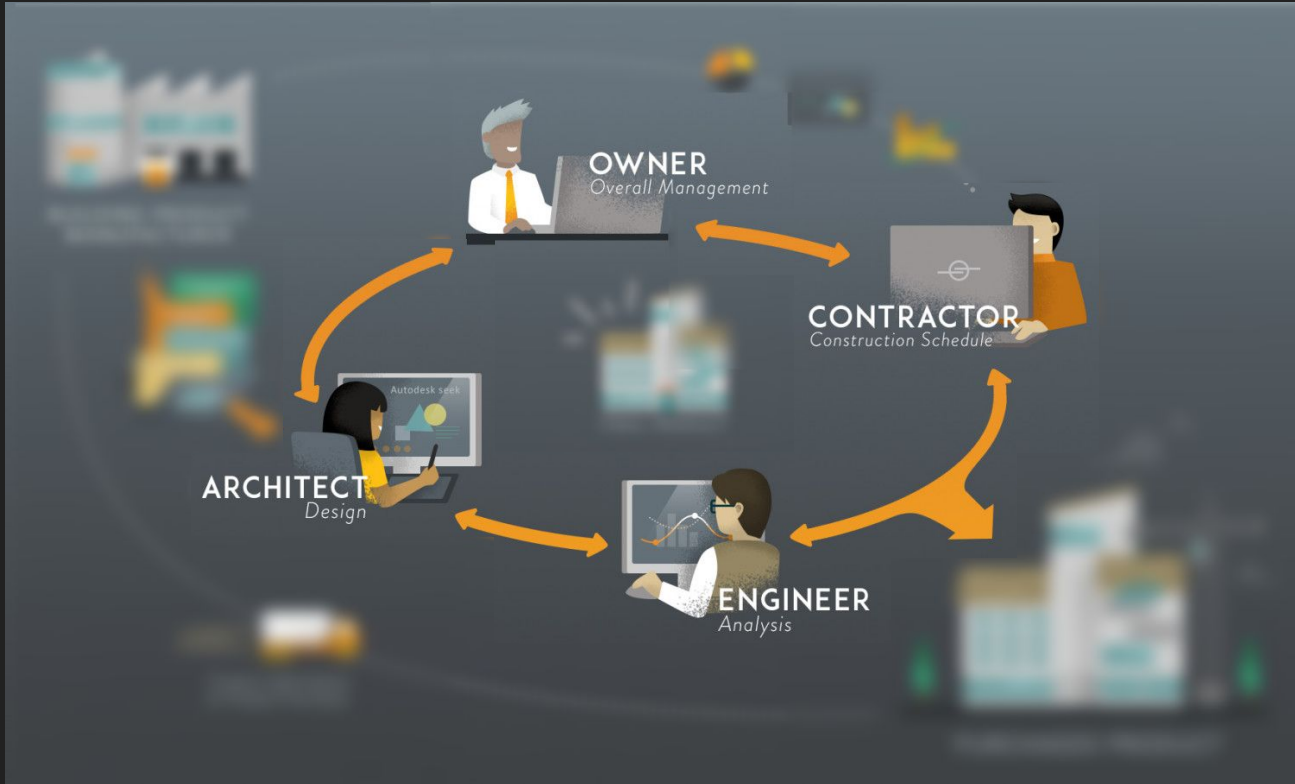 OWNER
Overall Management
CONTRACTOR
Construction Schedule
Autodesk seek
ARCHITECT
Design
ENGINEER
Analysis